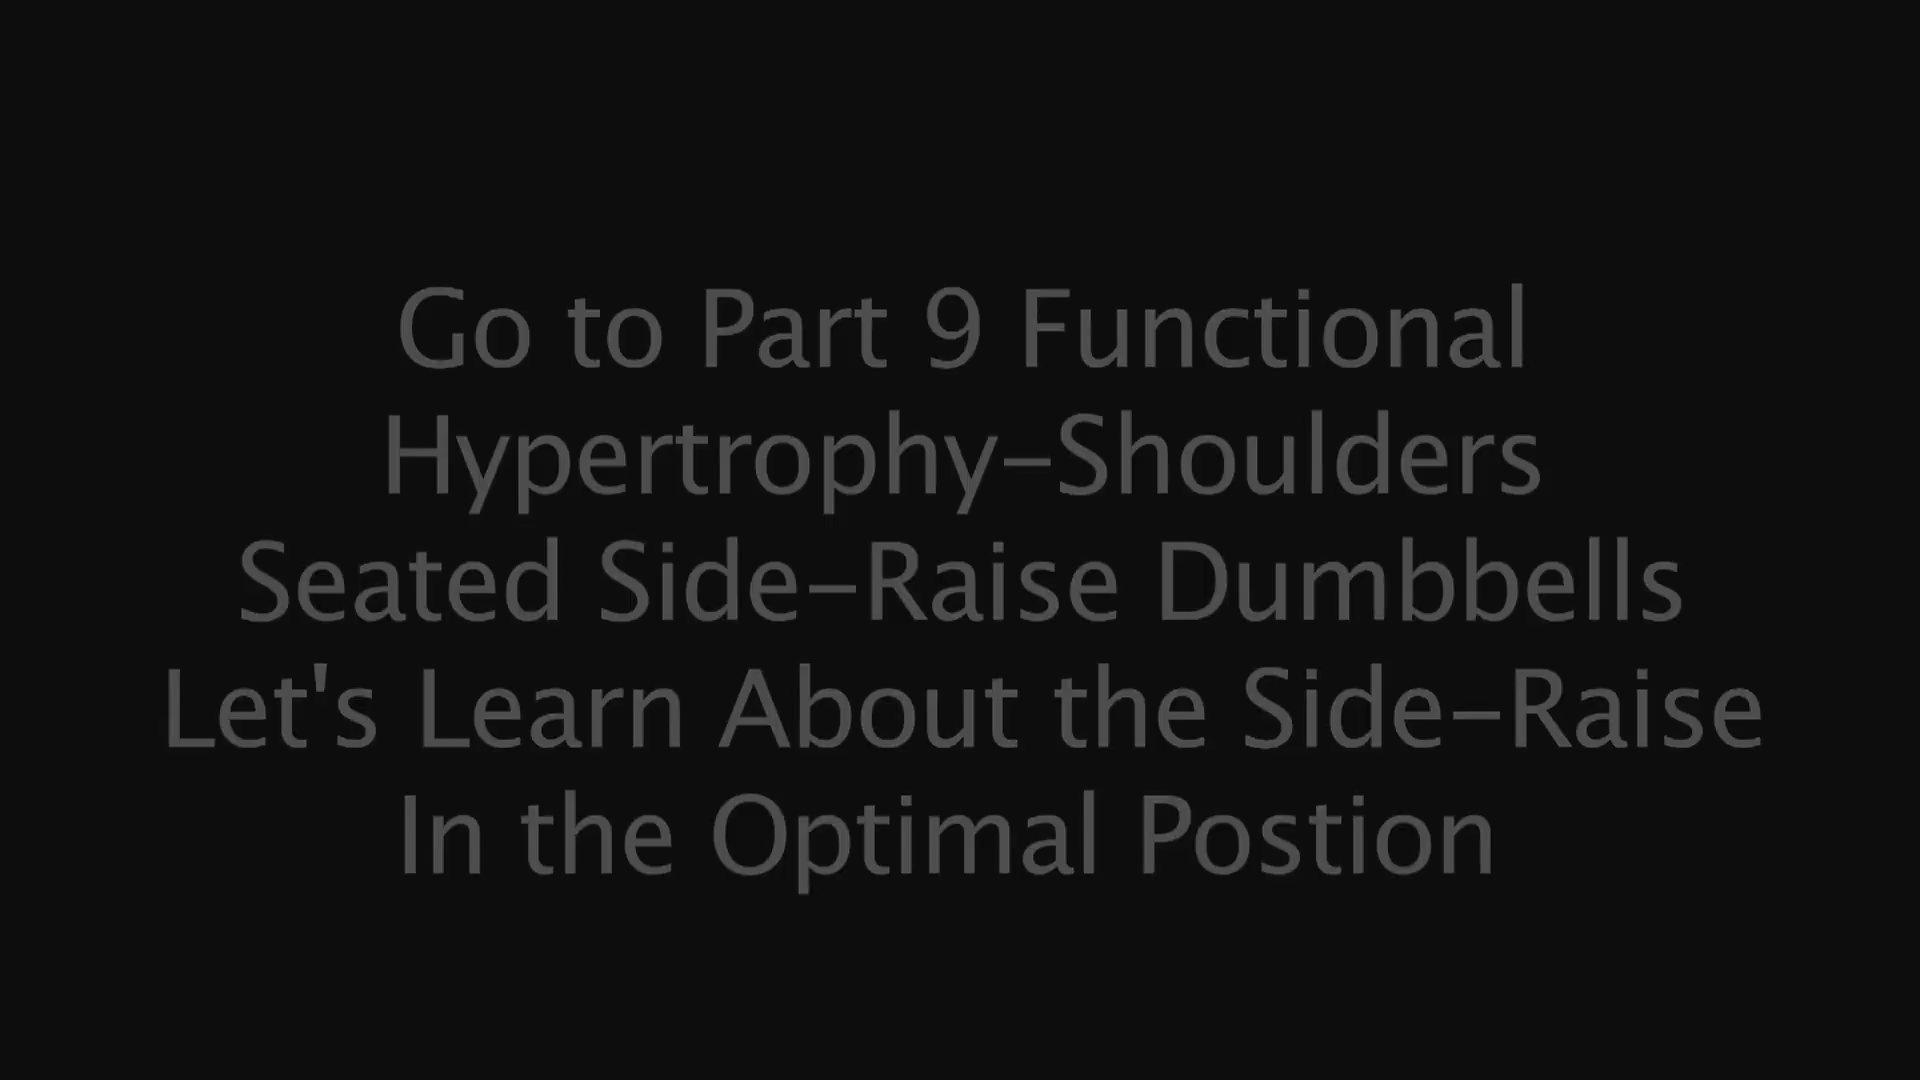 Go to Part 9 Functional
Hypertrophy-Shoulders
Seated Side-Raise Dumbbells
Let's Learn About the Side-Raise
In the Optimal Postion